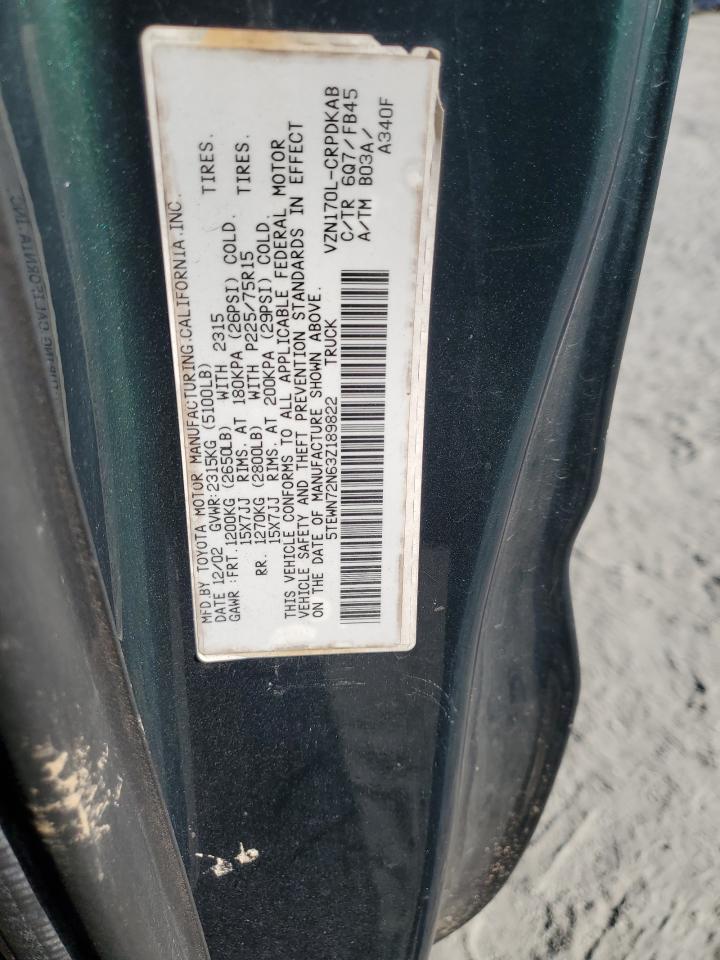 MFD.BY TOYOTA MOTOR MANUFACTURING.CALIFORNIA.INC.
DATE 12/02 GVWR:2315KG (5100LB)
GAWR :FRT.1200KG (2650LB) WITH 2315 TIRES.
15X7JJ RIMS. AT 180KPA (26PSI) COLD.
RR. 1270KG (2800LB) WITH P225/75R15 TIRES.
15X7JJ RIMS. AT 200KPA (29PSI) COLD.
THIS VEHICLE CONFORMS TO ALL APPLICABLE FEDERAL MOTOR
VEHICLE SAFETY AND THEFT PREVENTION STANDARDS IN EFFECT
ON THE DATE OF MANUFACTURE SHOWN ABOVE.
5TEWN72N63Z189822 TRUCK
VZN170L-CRPDKAB
C/TR 6Q7/FB45
A/TM B03A/
A340F